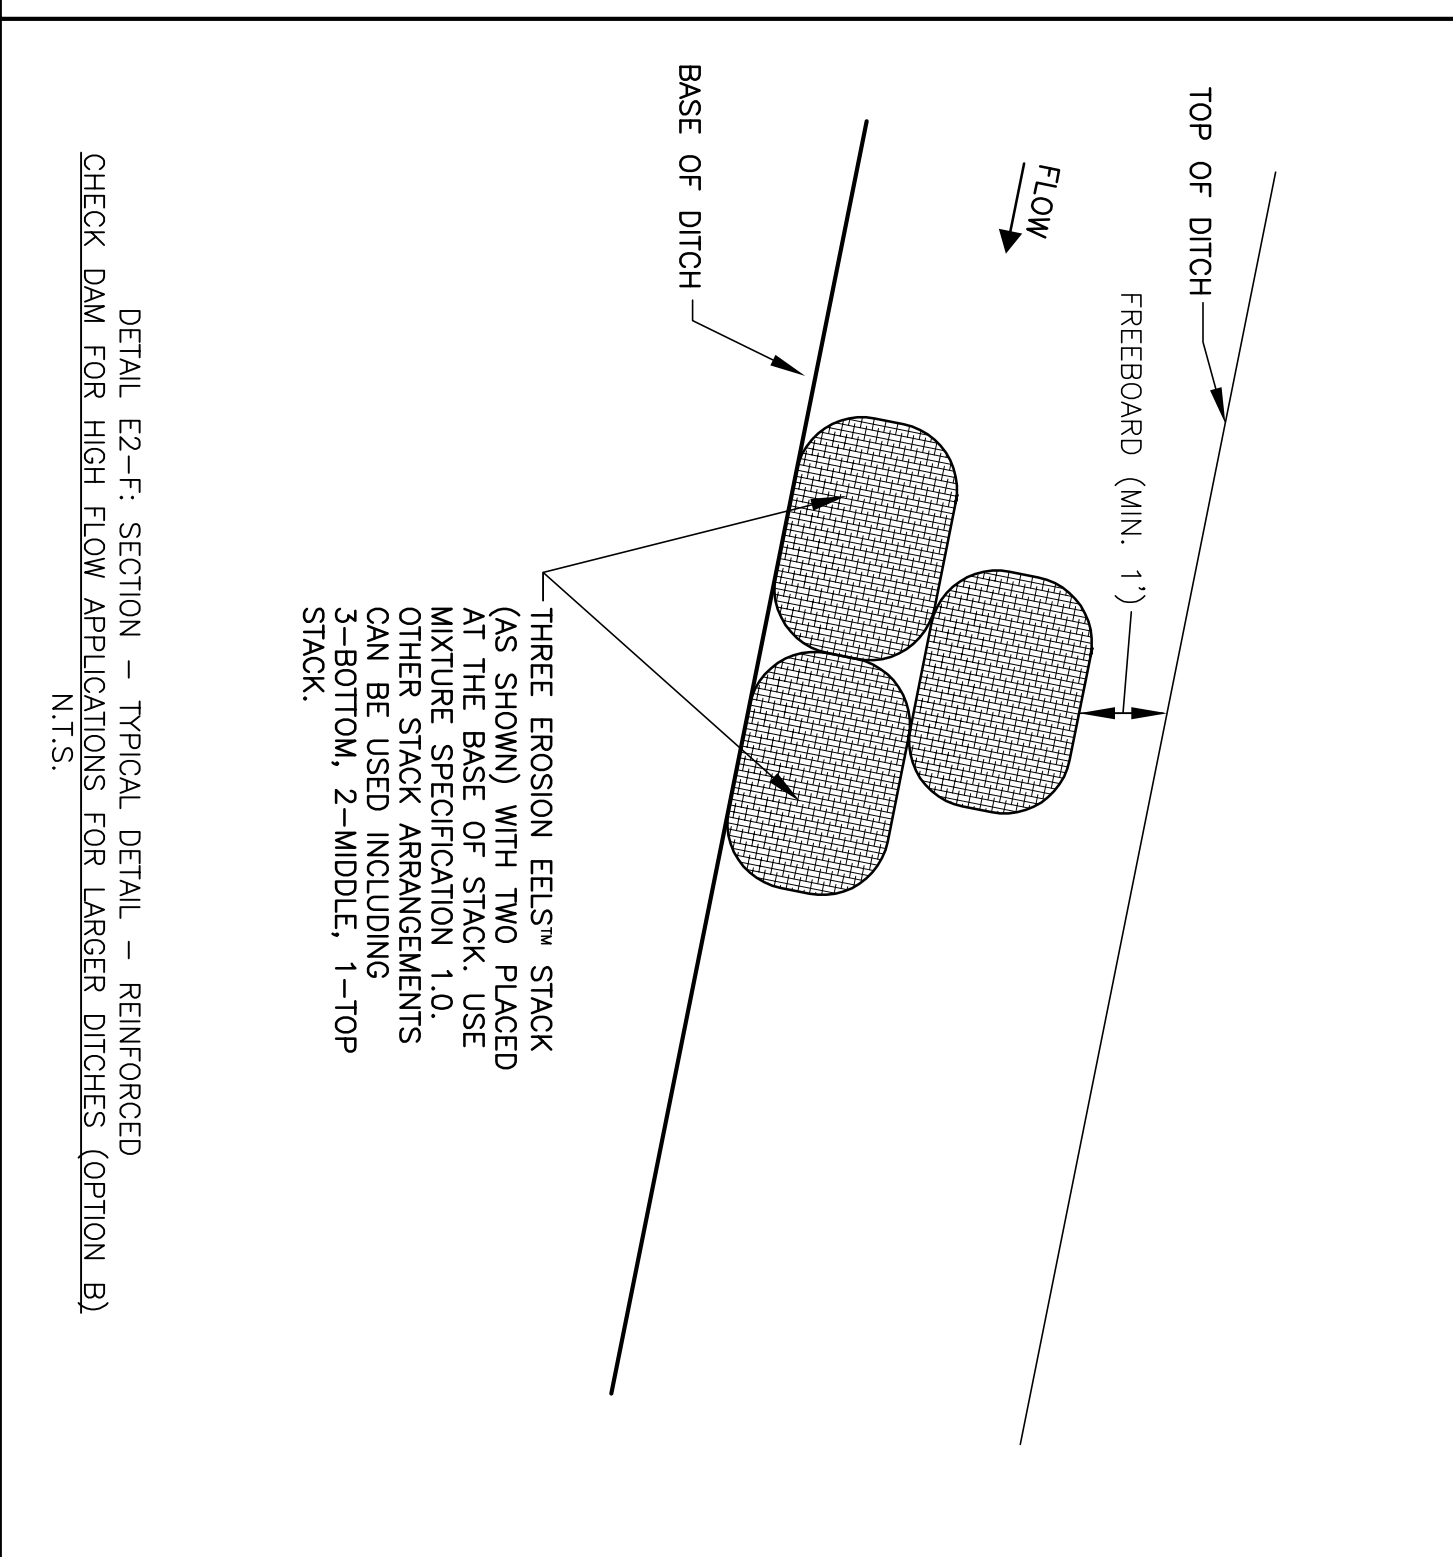 TOP OF DITCH
FREEBOARD (MIN. 1')
FLOW
BASE OF DITCH
THREE EROSION EELS™ STACK
(AS SHOWN) WITH TWO PLACED
AT THE BASE OF STACK. USE
MIXTURE SPECIFICATION 1.0.
OTHER STACK ARRANGEMENTS
CAN BE USED INCLUDING
3-BOTTOM, 2-MIDDLE, 1-TOP
STACK.
DETAIL E2-F: SECTION - TYPICAL DETAIL - REINFORCED
CHECK DAM FOR HIGH FLOW APPLICATIONS FOR LARGER DITCHES (OPTION B)
N.T.S.